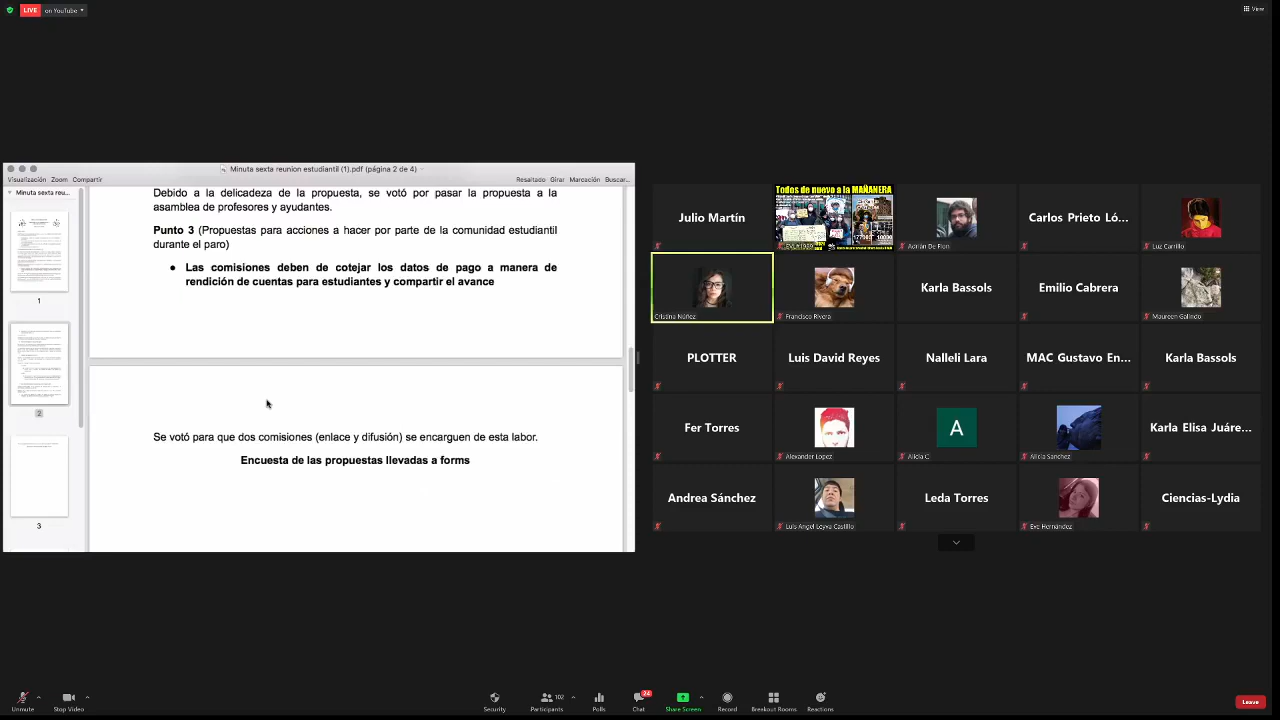 LIVE on YouTube
View
Minuta sexta reunion estudiantil (1).pdf (página 2 de 4)
Visualización Zoom Compartir
Resaltado Girar Marcación Buscar...
Minuta sexta reu...
1
2
3
Debido a la delicadeza de la propuesta, se votó por pasar la propuesta a la
asamblea de profesores y ayudantes.
Punto 3 (Propuestas para acciones a hacer por parte de la comunidad estudiantil
durante el paro)
● Las comisiones deben de cotejar los datos de pago a manera de
rendición de cuentas para estudiantes y compartir el avance
Se votó para que dos comisiones (enlace y difusión) se encarguen de esta labor.
Encuesta de las propuestas llevadas a forms
Julio Martín
Todos de nuevo a la MAÑANERA
Adrián De Flon
Carlos Prieto Ló...
Luz Carrillo
Cristina Núñez
Francisco Rivera
Karla Bassols
Emilio Cabrera
Maureen Galindo
PLOTTER
Luis David Reyes
Nalleli Lara
MAC Gustavo En...
Karla Bassols
Fer Torres
Alexander Lopez
A
Alicia C
Alicia Sanchez
Karla Elisa Juáre...
Andrea Sánchez
Luis Angel Leyva Castillo
Leda Torres
Eve Hernández
Ciencias-Lydia
Unmute
Stop Video
Security
Participants 102
Polls
Chat 24
Share Screen
Record
Breakout Rooms
Reactions
Leave